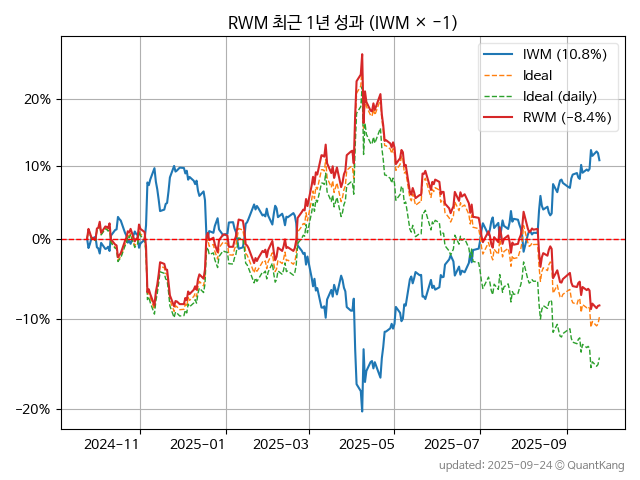 RWM 최근 1년 성과 (IWM × −1)
IWM (10.8%)
Ideal
Ideal (daily)
RWM (−8.4%)
20%
10%
0%
−10%
−20%
2024−11
2025−01
2025−03
2025−05
2025−07
2025−09
updated: 2025-09-24 © QuantKang